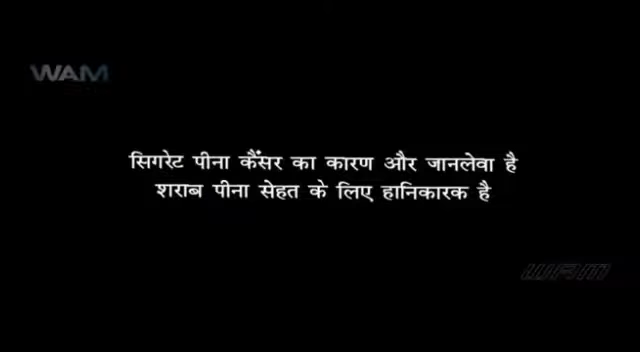 WAM
सिगरेट पीना कैंसर का कारण और जानलेवा है
शराब पीना सेहत के लिए हानिकारक है
WAM